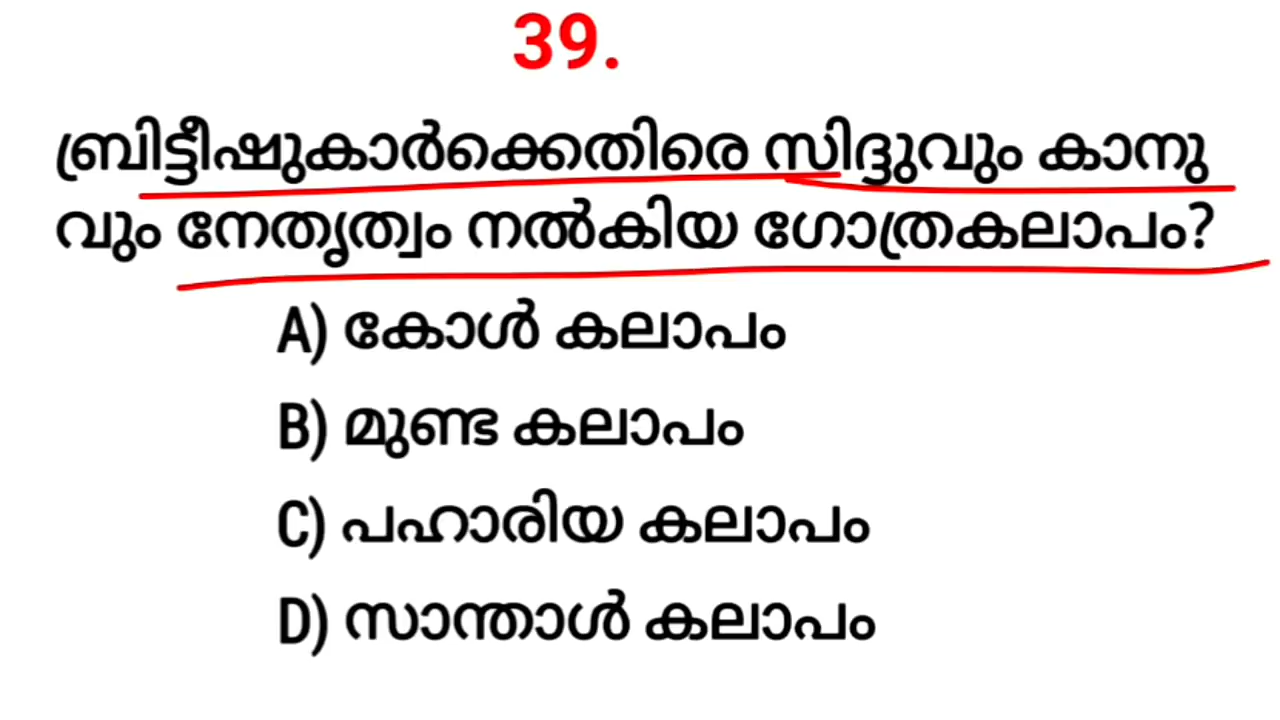 39.
ബ്രിട്ടീഷുകാർക്കെതിരെ സിദ്ദുവും കാനു
വും നേതൃത്വം നൽകിയ ഗോത്രകലാപം?
A) കോൾ കലാപം
B) മുണ്ട കലാപം
C) പഹാരിയ കലാപം
D) സാന്താൾ കലാപം